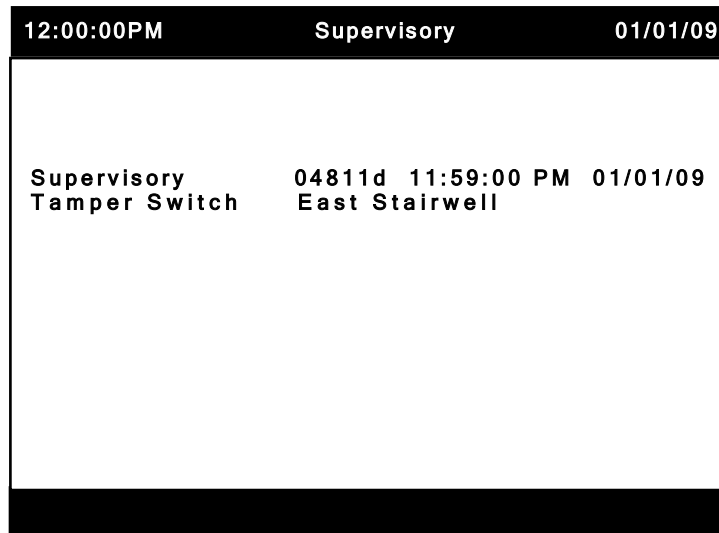 12:00:00PM Supervisory 01/01/09
Supervisory 04811d 11:59:00 PM 01/01/09
Tamper Switch East Stairwell